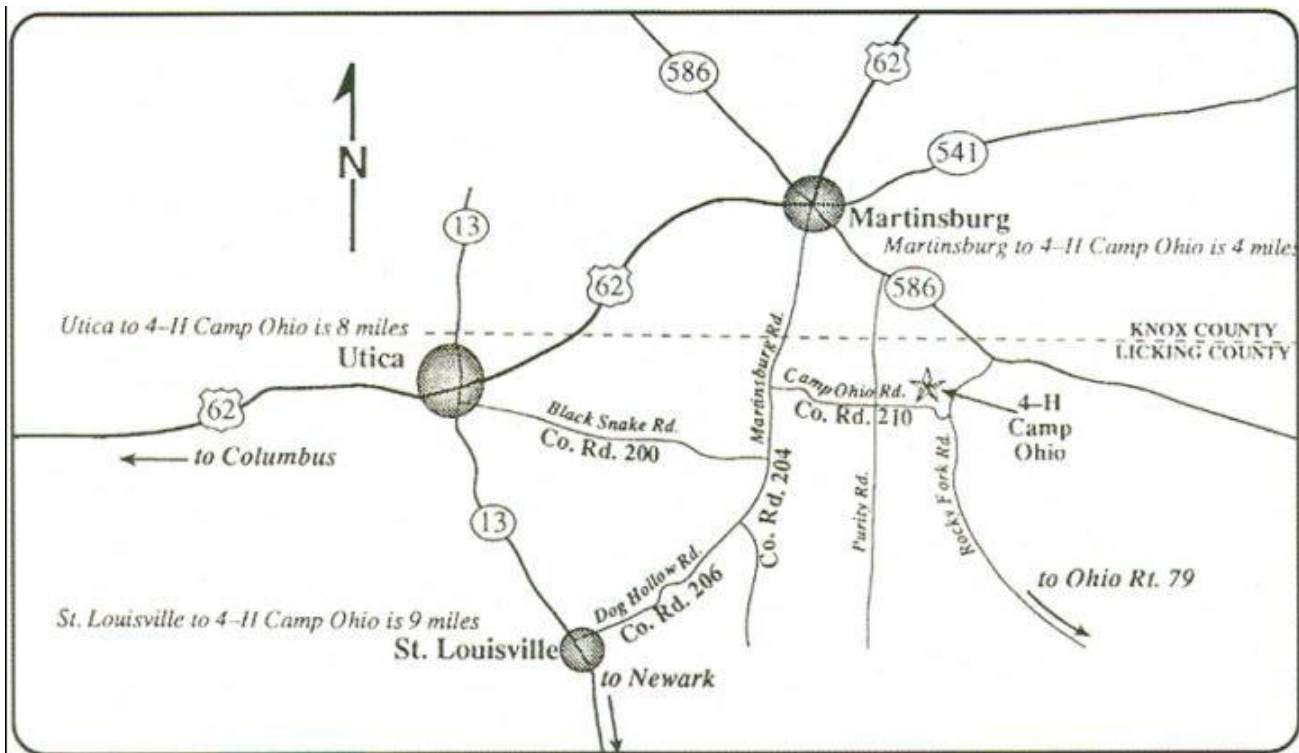 586
62
541
N
13
Martinsburg
Martinsburg to 4-H Camp Ohio is 4 miles
62
586
Utica to 4-H Camp Ohio is 8 miles
KNOX COUNTY
LICKING COUNTY
Utica
Martinsburg Rd.
Camp Ohio Rd.
Co. Rd. 210
4-H
Camp
Ohio
62
Black Snake Rd.
Co. Rd. 200
to Columbus
Co. Rd. 204
Purity Rd.
Rocky Fork Rd.
13
Dog Hollow Rd.
Co. Rd. 206
to Ohio Rt. 79
St. Louisville to 4-H Camp Ohio is 9 miles
St. Louisville
to Newark